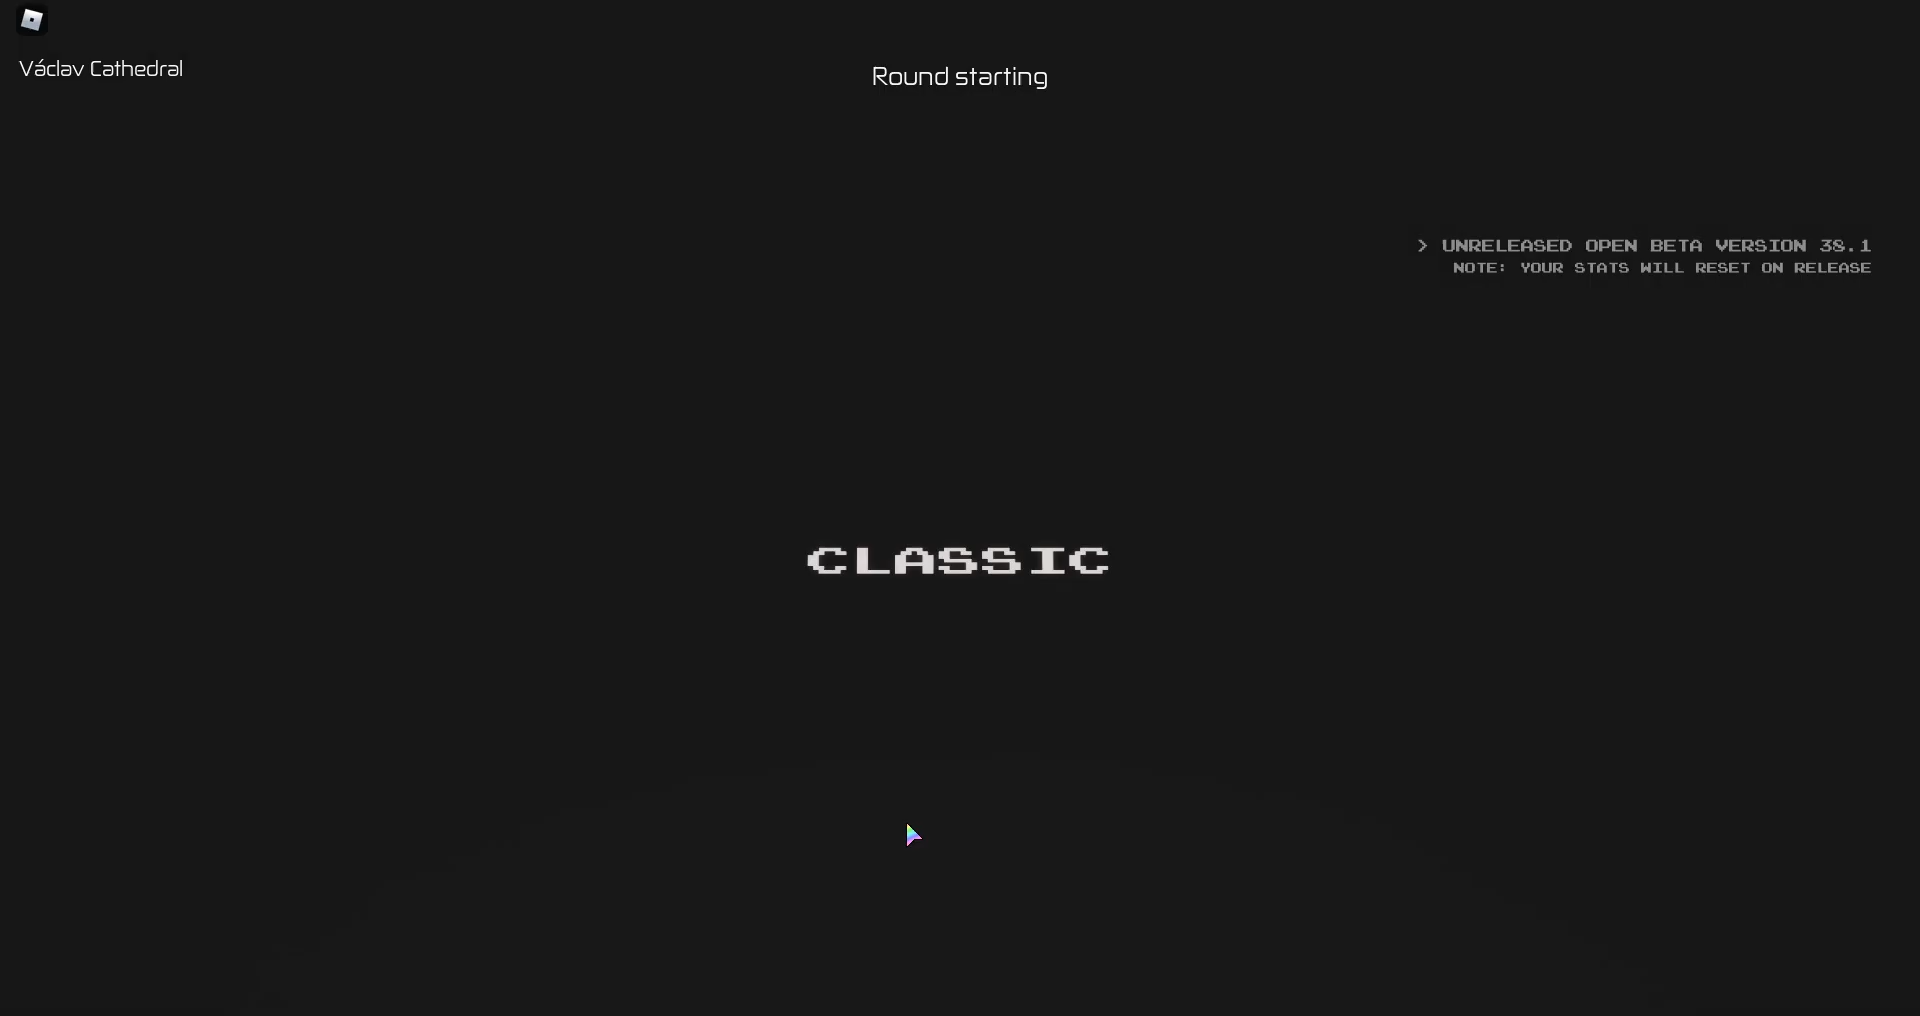 Václav Cathedral
Round starting
> UNRELEASED OPEN BETA VERSION 38.1
NOTE: YOUR STATS WILL RESET ON RELEASE
CLASSIC